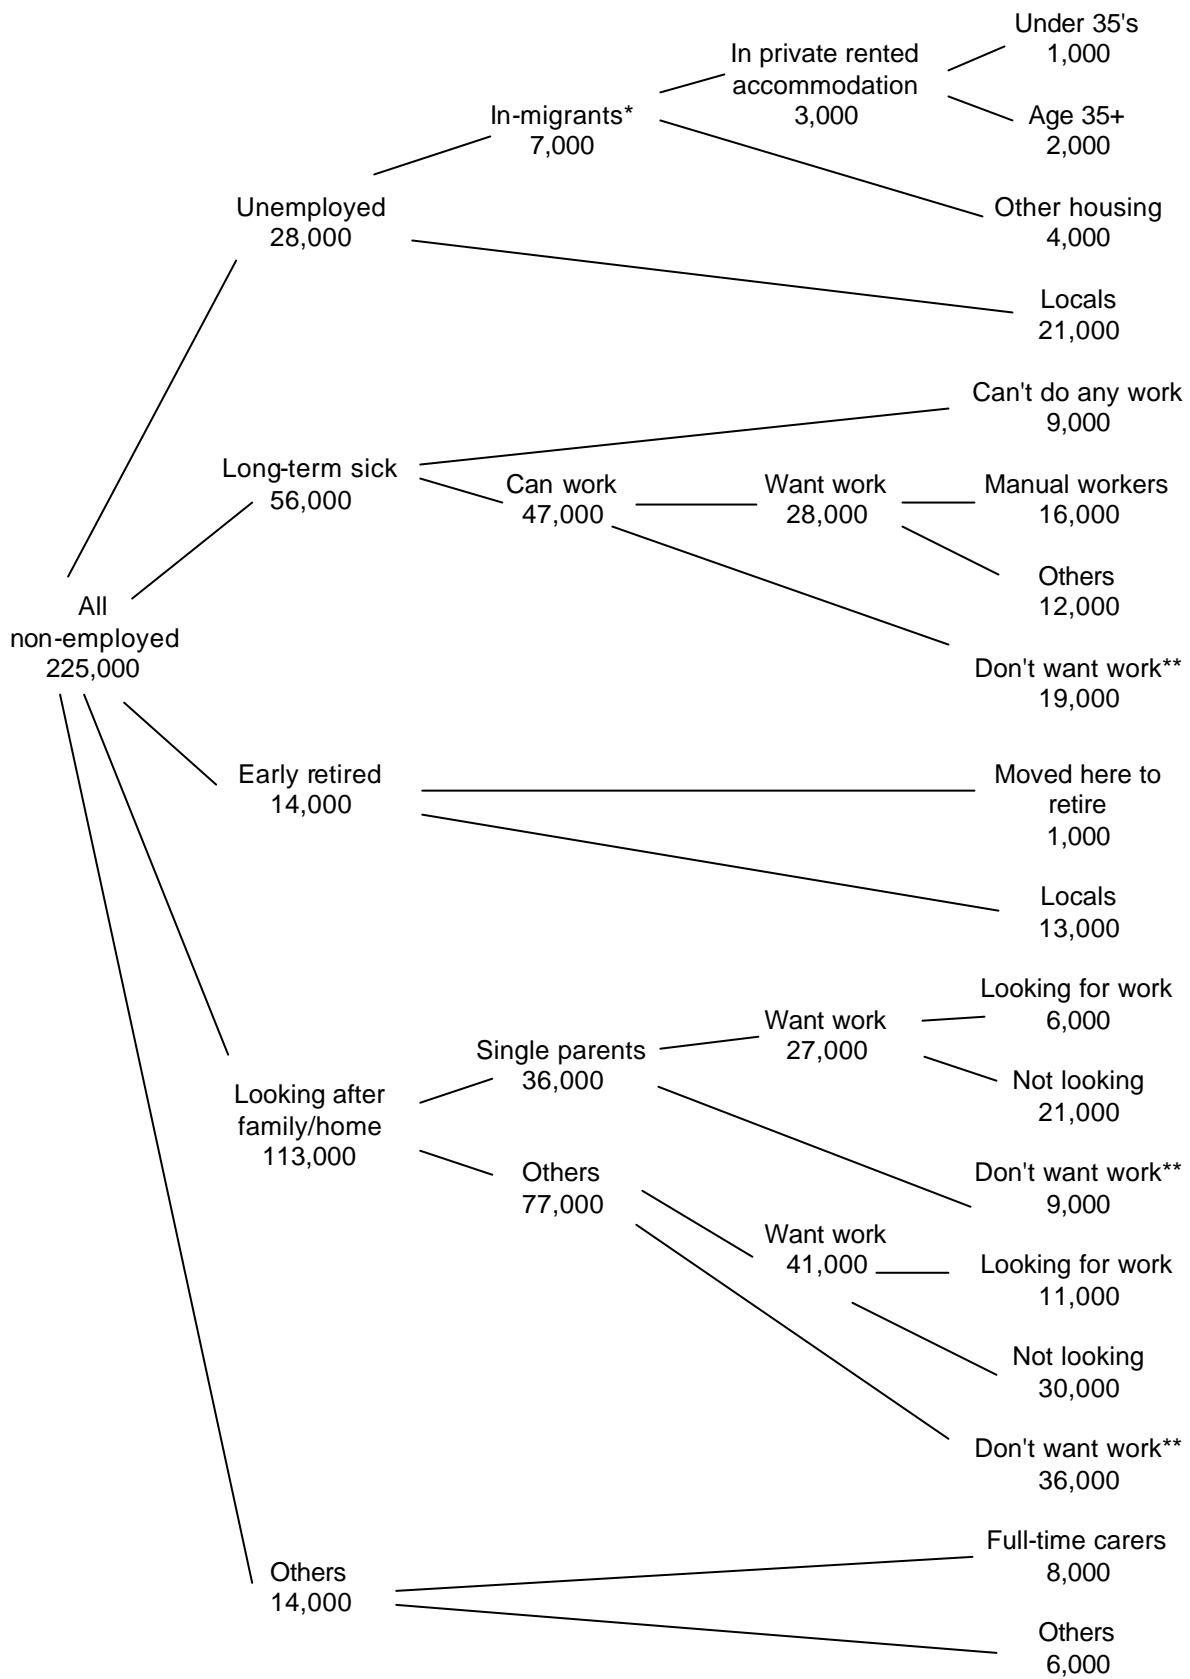 Under 35's
1,000
In private rented
accommodation
3,000
In-migrants*
7,000
Age 35+
2,000
Unemployed
28,000
Other housing
4,000
Locals
21,000
Can't do any work
9,000
Long-term sick
56,000
Can work
47,000
Want work
28,000
Manual workers
16,000
Others
12,000
All
non-employed
225,000
Don't want work**
19,000
Early retired
14,000
Moved here to
retire
1,000
Locals
13,000
Looking for work
6,000
Want work
27,000
Single parents
36,000
Not looking
21,000
Looking after
family/home
113,000
Others
77,000
Don't want work**
9,000
Want work
41,000
Looking for work
11,000
Not looking
30,000
Don't want work**
36,000
Full-time carers
8,000
Others
14,000
Others
6,000